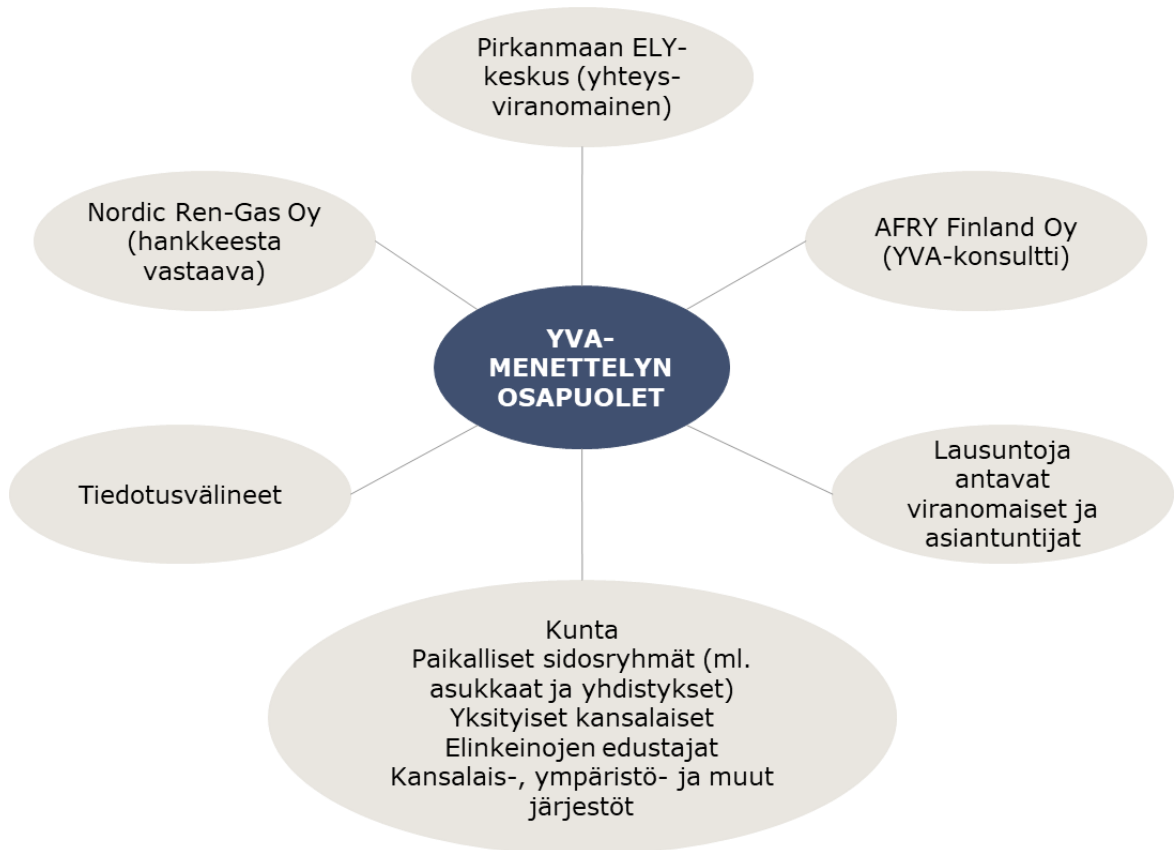 Pirkanmaan ELY-
keskus (yhteys-
viranomainen)
Nordic Ren-Gas Oy
(hankkeesta
vastaava)
AFRY Finland Oy
(YVA-konsultti)
YVA-
MENETTELYN
OSAPUOLET
Tiedotusvälineet
Lausuntoja
antavat
viranomaiset ja
asiantuntijat
Kunta
Paikalliset sidosryhmät (ml.
asukkaat ja yhdistykset)
Yksityiset kansalaiset
Elinkeinojen edustajat
Kansalais-, ympäristö- ja muut
järjestöt